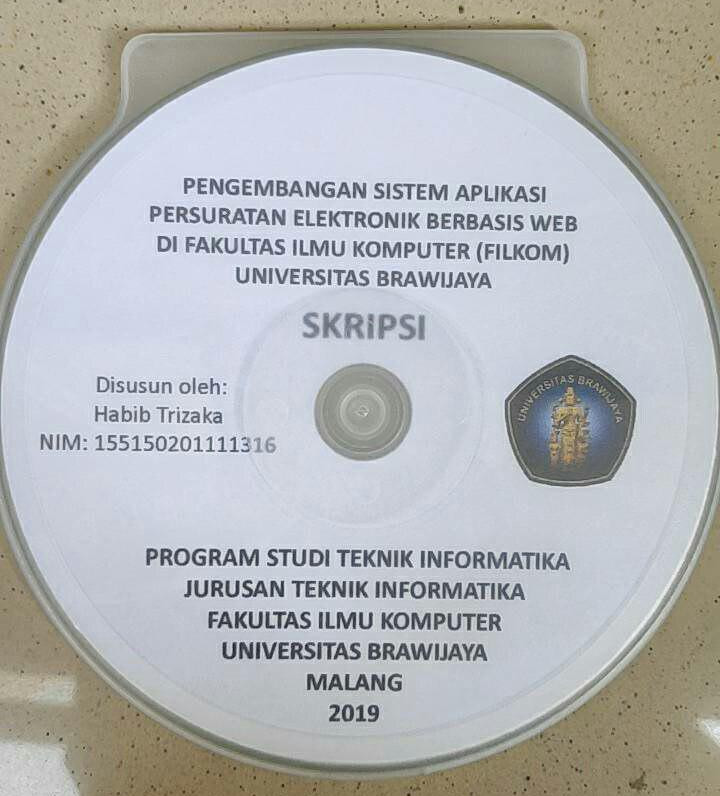 PENGEMBANGAN SISTEM APLIKASI
PERSURATAN ELEKTRONIK BERBASIS WEB
DI FAKULTAS ILMU KOMPUTER (FILKOM)
UNIVERSITAS BRAWIJAYA
SKRiPSI
Disusun oleh:
Habib Trizaka
NIM: 155150201111316
UNIVERSITAS BRAWIJAYA
PROGRAM STUDI TEKNIK INFORMATIKA
JURUSAN TEKNIK INFORMATIKA
FAKULTAS ILMU KOMPUTER
UNIVERSITAS BRAWIJAYA
MALANG
2019